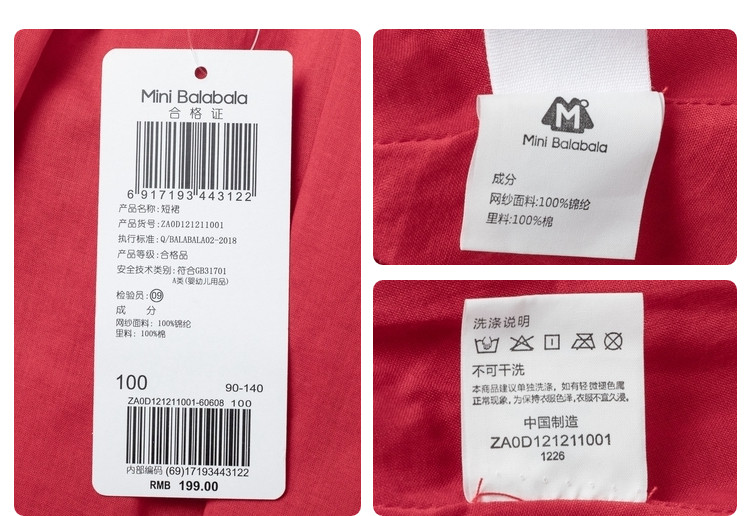 Mini Balabala
合格证
6 917193 443122
产品名称: 短裙
产品货号: ZA0D121211001
执行标准: Q/BALABALA02-2018
产品等级: 合格品
安全技术类别: 符合GB31701
A类(婴幼儿用品)
检验员: 09
成 分
网纱面料: 100%锦纶
里料: 100%棉
100 90-140
ZA0D121211001-60608 100
内部编码 (69)17193443122
RMB 199.00
M
Mini Balabala
成分
网纱面料:100%锦纶
里料:100%棉
洗涤说明
不可干洗
本商品建议单独洗涤，如有轻微褪色属
正常现象，为保持衣服色泽，衣服不宜久浸。
中国制造
ZA0D121211001
1226